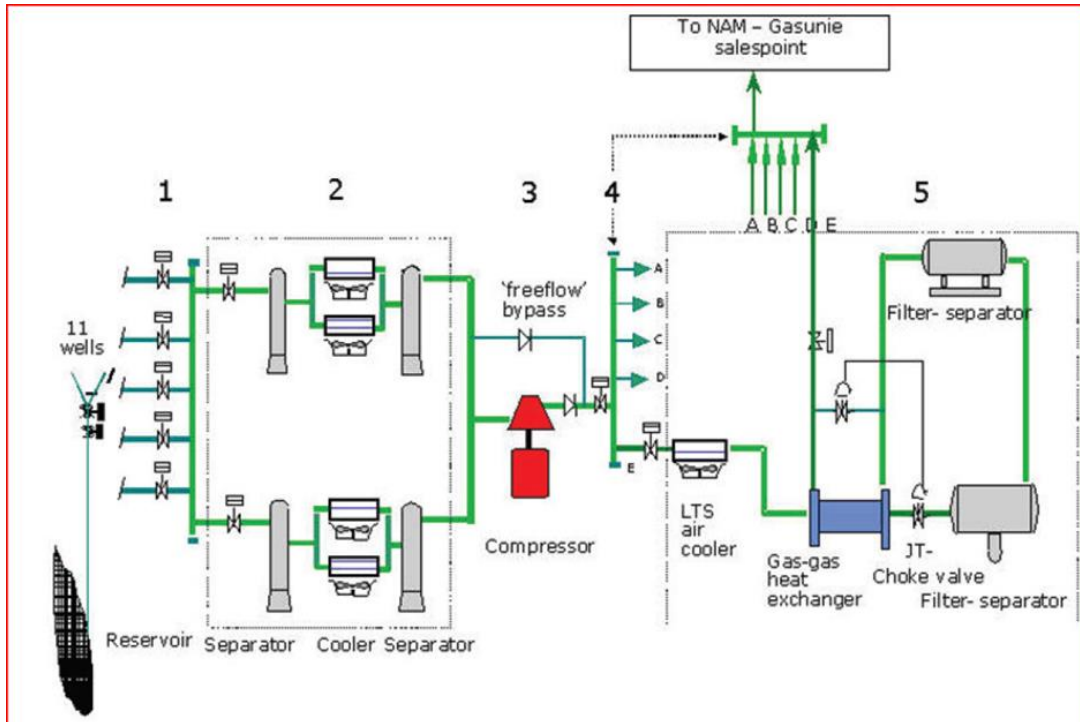 To NAM – Gasunie
salespoint
1
2
3
4
5
A B C D E
'freeflow'
bypass
11
wells
A
B
C
D
E
Filter- separator
Compressor
LTS
air
cooler
Gas-gas
heat
exchanger
JT-
Choke valve
Filter- separator
Reservoir
Separator
Cooler
Separator